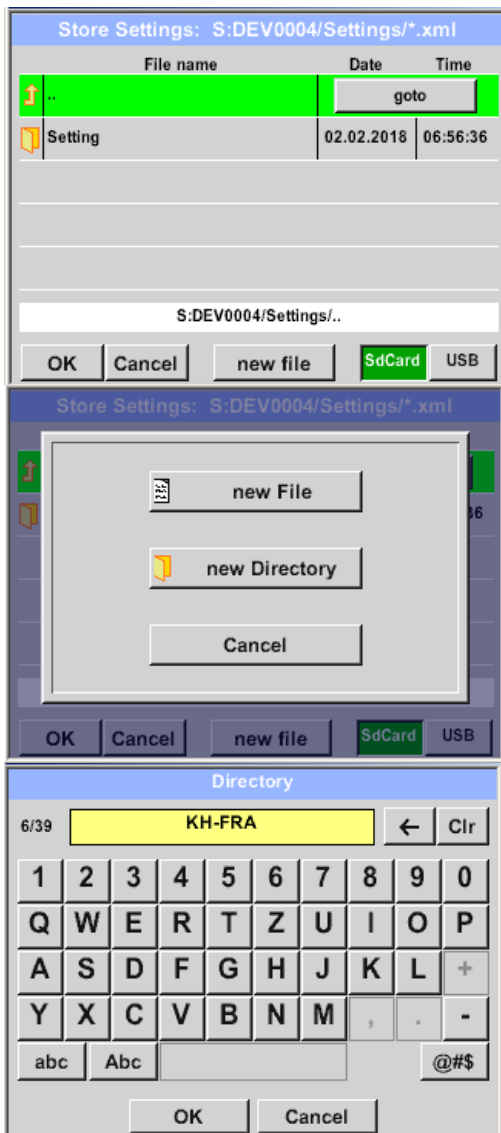 Store Settings: S:DEV0004/Settings/*.xml
File name Date Time
.. goto
Setting 02.02.2018 06:56:36
S:DEV0004/Settings/..
OK Cancel new file SdCard USB
Store Settings: S:DEV0004/Settings/*.xml
new File
36
new Directory
Cancel
OK Cancel new file SdCard USB
Directory
6/39 KH-FRA ← Clr
1 2 3 4 5 6 7 8 9 0
Q W E R T Z U I O P
A S D F G H J K L +
Y X C V B N M , . -
abc Abc @#$
OK Cancel